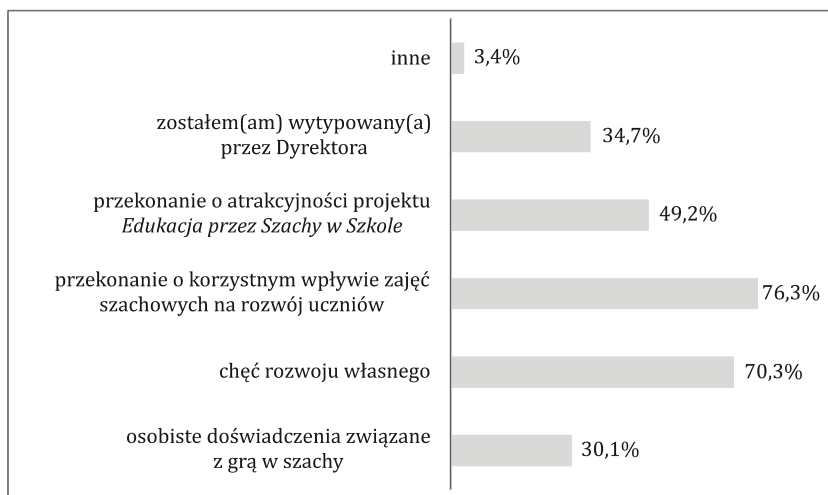 inne
3,4%
zostałem(am) wytypowany(a)
przez Dyrektora
34,7%
przekonanie o atrakcyjności projektu
Edukacja przez Szachy w Szkole
49,2%
przekonanie o korzystnym wpływie zajęć
szachowych na rozwój uczniów
76,3%
chęć rozwoju własnego
70,3%
osobiste doświadczenia związane
z grą w szachy
30,1%